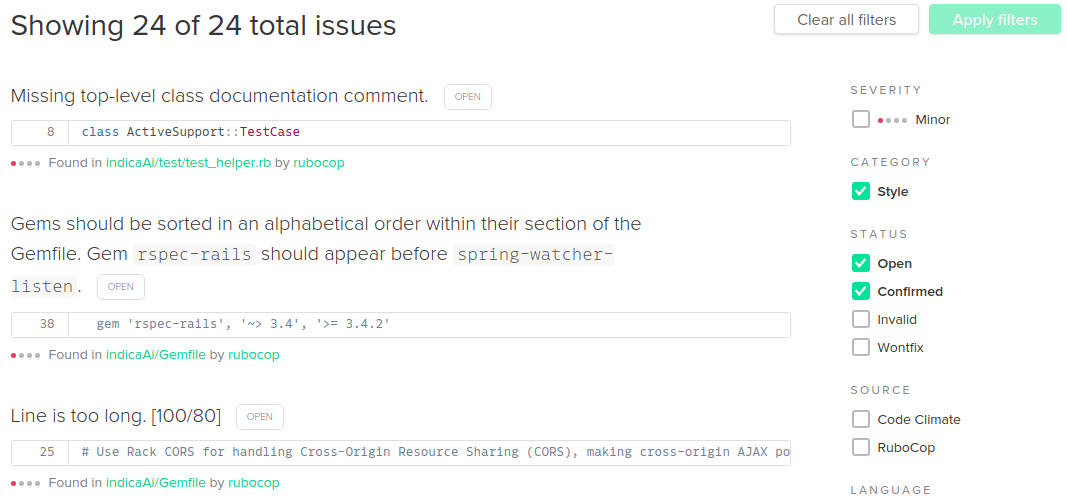 Showing 24 of 24 total issues
Clear all filters
Apply filters
Missing top-level class documentation comment. OPEN
8 class ActiveSupport::TestCase
Found in indicaAi/test/test_helper.rb by rubocop
Gems should be sorted in an alphabetical order within their section of the
Gemfile. Gem rspec-rails should appear before spring-watcher-
listen. OPEN
38 gem 'rspec-rails', '~> 3.4', '>= 3.4.2'
Found in indicaAi/Gemfile by rubocop
Line is too long. [100/80] OPEN
25 # Use Rack CORS for handling Cross-Origin Resource Sharing (CORS), making cross-origin AJAX po
Found in indicaAi/Gemfile by rubocop
SEVERITY
Minor
CATEGORY
Style
STATUS
Open
Confirmed
Invalid
Wontfix
SOURCE
Code Climate
RuboCop
LANGUAGE